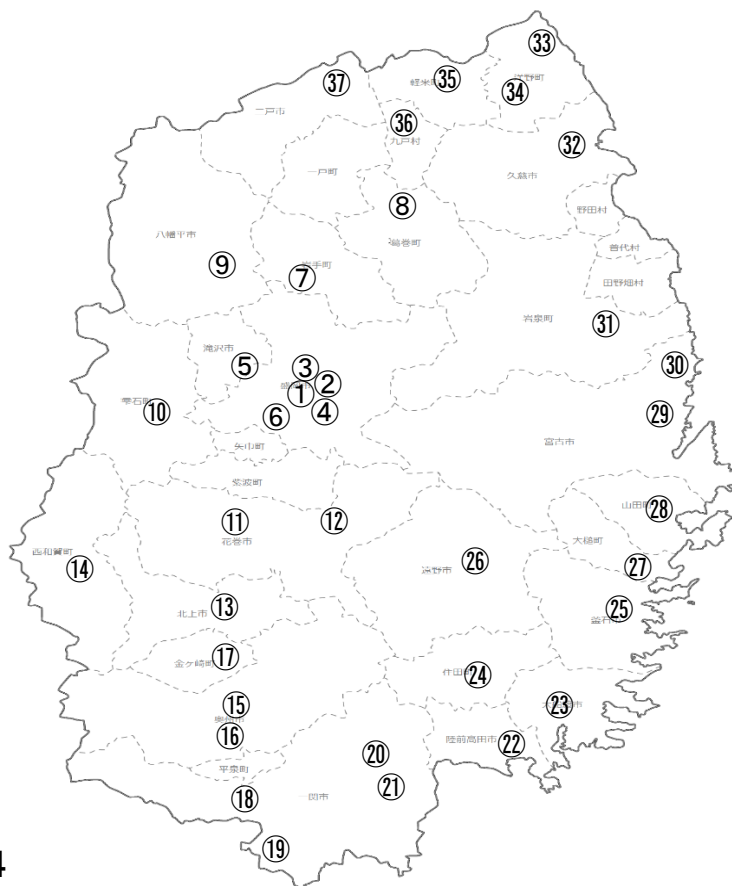 ㉝
㊲
軽米町
㉟
洋野町
㉞
二戸市
㊱
九戸村
㉜
一戸町
久慈市
⑧
野田村
葛巻町
八幡平市
普代村
⑨
岩手町
⑦
田野畑村
岩泉町
㉛
滝沢市
⑤
③
㉚
盛岡市
②
①
雫石町
⑩
⑥
④
㉙
矢巾町
宮古市
紫波町
山田町
㉘
⑪
⑫
花巻市
大槌町
西和賀町
⑭
遠野市
㉖
㉗
北上市
⑬
釜石市
㉕
金ケ崎町
⑰
住田町
㉔
⑮
奥州市
大船渡市
㉓
⑯
陸前高田市
㉒
⑳
平泉町
㉑
⑱
一関市
⑲
4